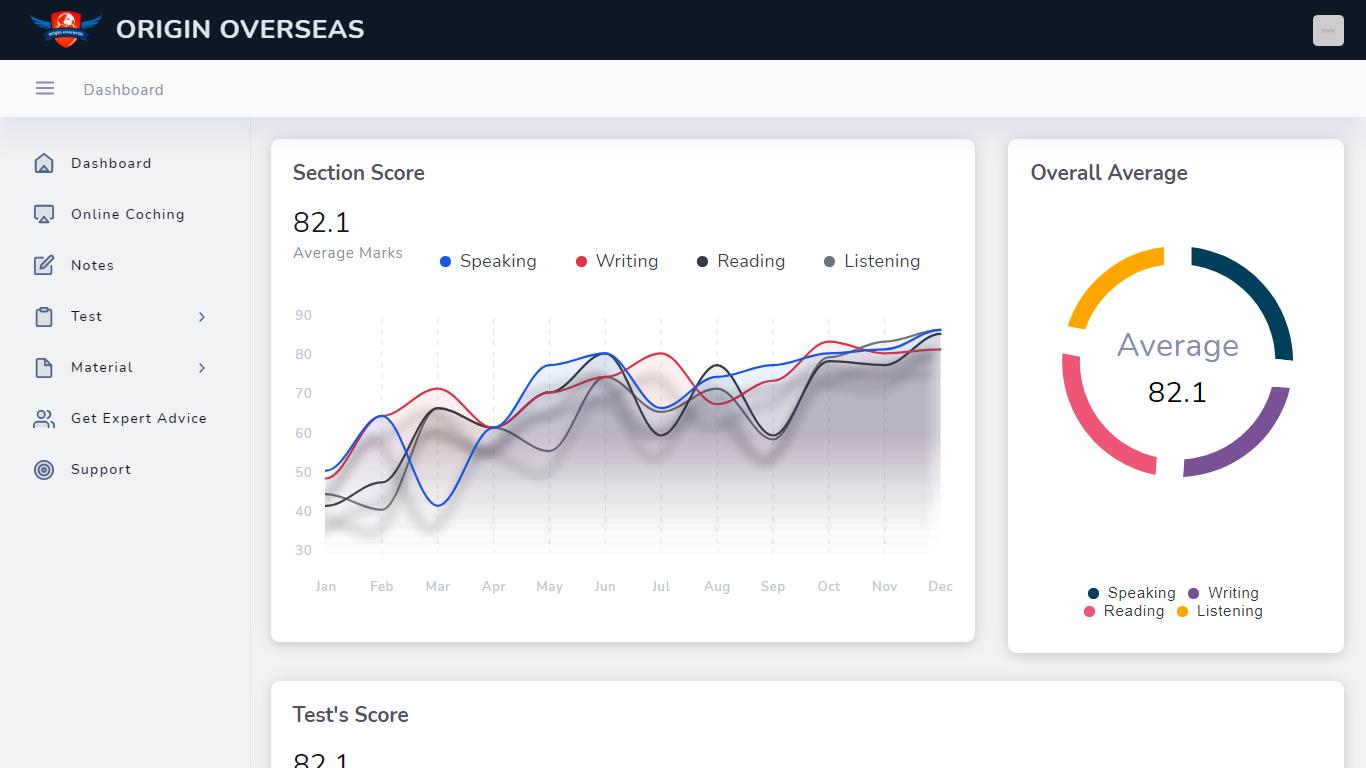 ORIGIN OVERSEAS
Dashboard
Dashboard
Online Coching
Notes
Test
Material
Get Expert Advice
Support
Section Score
82.1
Average Marks
Speaking Writing Reading Listening
90
80
70
60
50
40
30
Jan Feb Mar Apr May Jun Jul Aug Sep Oct Nov Dec
Overall Average
Average
82.1
Speaking Writing
Reading Listening
Test's Score
82.1